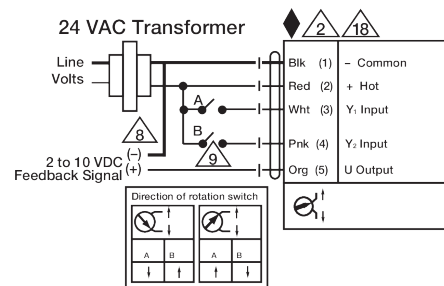 24 VAC Transformer
2 18
Line
Volts
Blk (1) – Common
Red (2) + Hot
A
Wht (3) Y₁ Input
B
Pnk (4) Y₂ Input
8
9
(–)
2 to 10 VDC
Feedback Signal (+)
Org (5) U Output
Direction of rotation switch
A B A B